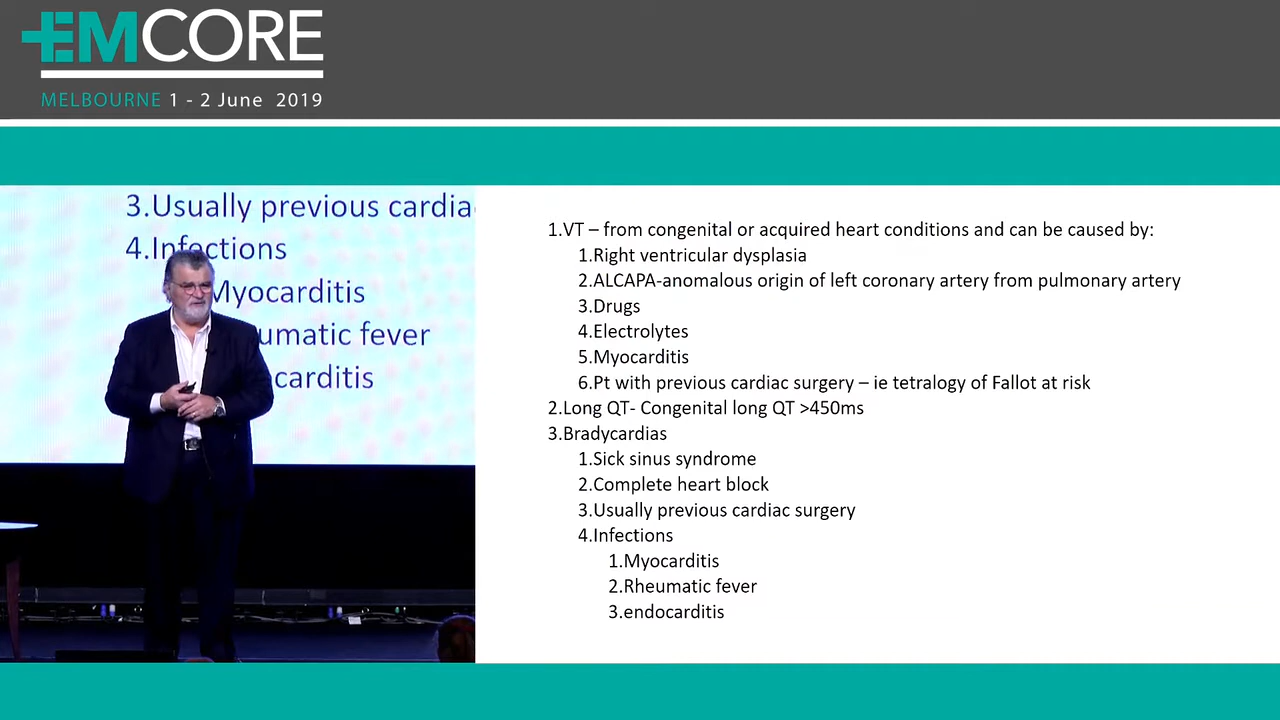 EMCORE
MELBOURNE 1 - 2 June 2019
3.Usually previous cardia
4.Infections
Myocarditis
umatic fever
carditis
1.VT – from congenital or acquired heart conditions and can be caused by:
1.Right ventricular dysplasia
2.ALCAPA-anomalous origin of left coronary artery from pulmonary artery
3.Drugs
4.Electrolytes
5.Myocarditis
6.Pt with previous cardiac surgery – ie tetralogy of Fallot at risk
2.Long QT- Congenital long QT >450ms
3.Bradycardias
1.Sick sinus syndrome
2.Complete heart block
3.Usually previous cardiac surgery
4.Infections
1.Myocarditis
2.Rheumatic fever
3.endocarditis